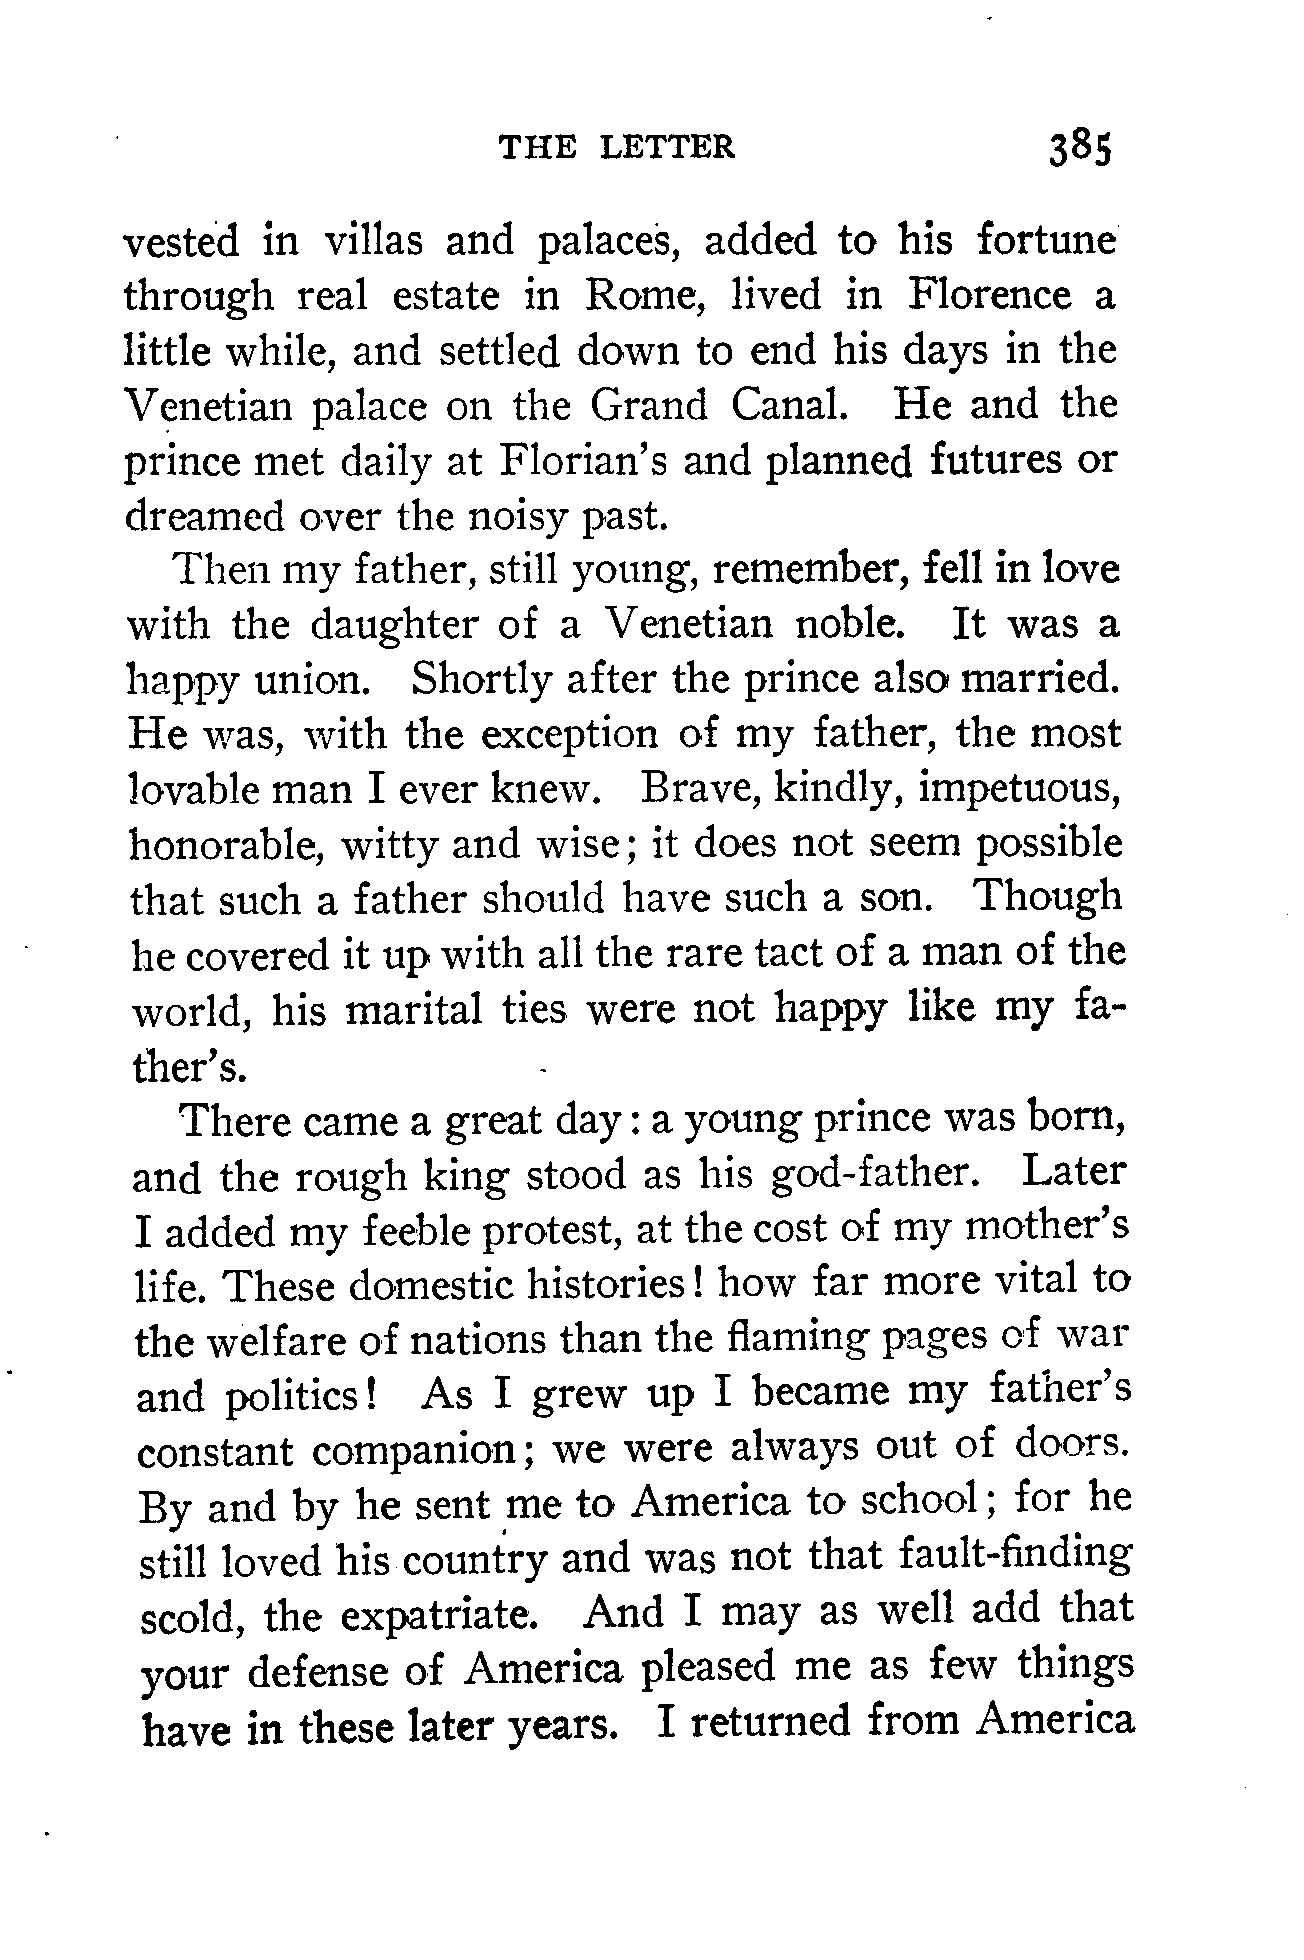 THE LETTER 385
vested in villas and palaces, added to his fortune
through real estate in Rome, lived in Florence a
little while, and settled down to end his days in the
Venetian palace on the Grand Canal. He and the
prince met daily at Florian's and planned futures or
dreamed over the noisy past.
Then my father, still young, remember, fell in love
with the daughter of a Venetian noble. It was a
happy union. Shortly after the prince also married.
He was, with the exception of my father, the most
lovable man I ever knew. Brave, kindly, impetuous,
honorable, witty and wise; it does not seem possible
that such a father should have such a son. Though
he covered it up with all the rare tact of a man of the
world, his marital ties were not happy like my fa-
ther's.
There came a great day: a young prince was born,
and the rough king stood as his god-father. Later
I added my feeble protest, at the cost of my mother's
life. These domestic histories! how far more vital to
the welfare of nations than the flaming pages of war
and politics! As I grew up I became my father's
constant companion; we were always out of doors.
By and by he sent me to America to school; for he
still loved his country and was not that fault-finding
scold, the expatriate. And I may as well add that
your defense of America pleased me as few things
have in these later years. I returned from America